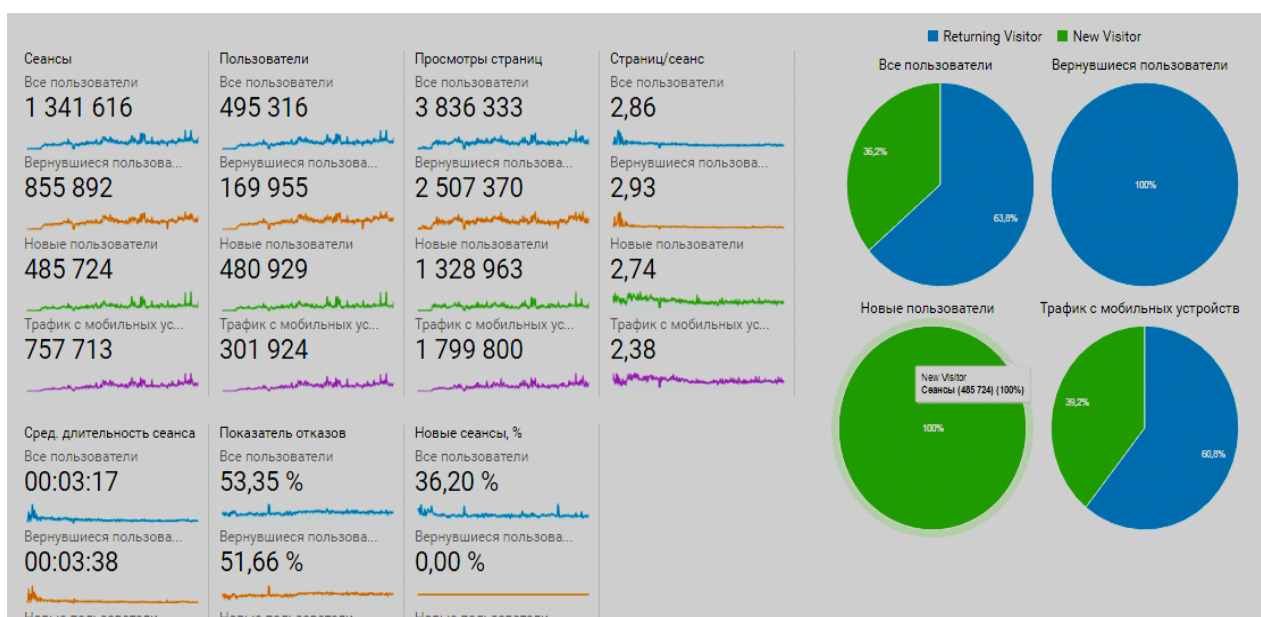 Returning Visitor New Visitor
Сеансы
Все пользователи
1 341 616
Вернувшиеся пользова...
855 892
Новые пользователи
485 724
Трафик с мобильных ус...
757 713
Пользователи
Все пользователи
495 316
Вернувшиеся пользова...
169 955
Новые пользователи
480 929
Трафик с мобильных ус...
301 924
Просмотры страниц
Все пользователи
3 836 333
Вернувшиеся пользова...
2 507 370
Новые пользователи
1 328 963
Трафик с мобильных ус...
1 799 800
Страниц/сеанс
Все пользователи
2,86
Вернувшиеся пользова...
2,93
Новые пользователи
2,74
Трафик с мобильных ус...
2,38
Сред. длительность сеанса
Все пользователи
00:03:17
Вернувшиеся пользова...
00:03:38
Новые пользователи
Показатель отказов
Все пользователи
53,35 %
Вернувшиеся пользова...
51,66 %
Новые пользователи
Новые сеансы, %
Все пользователи
36,20 %
Вернувшиеся пользова...
0,00 %
Новые пользователи
Все пользователи
36,2%
63,8%
Вернувшиеся пользователи
100%
Новые пользователи
New Visitor
Сеансы (485 724) (100%)
100%
Трафик с мобильных устройств
39,2%
60,8%